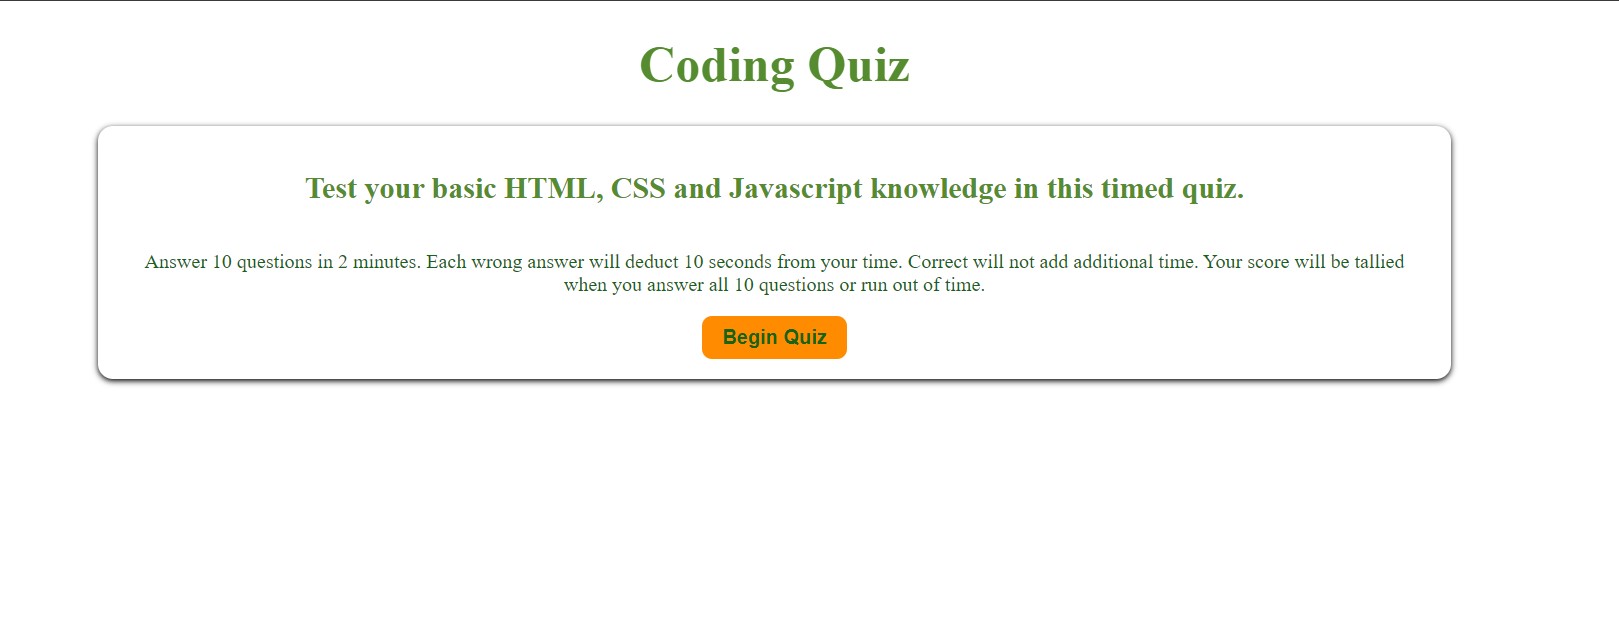 Coding Quiz
Test your basic HTML, CSS and Javascript knowledge in this timed quiz.
Answer 10 questions in 2 minutes. Each wrong answer will deduct 10 seconds from your time. Correct will not add additional time. Your score will be tallied
when you answer all 10 questions or run out of time.
Begin Quiz